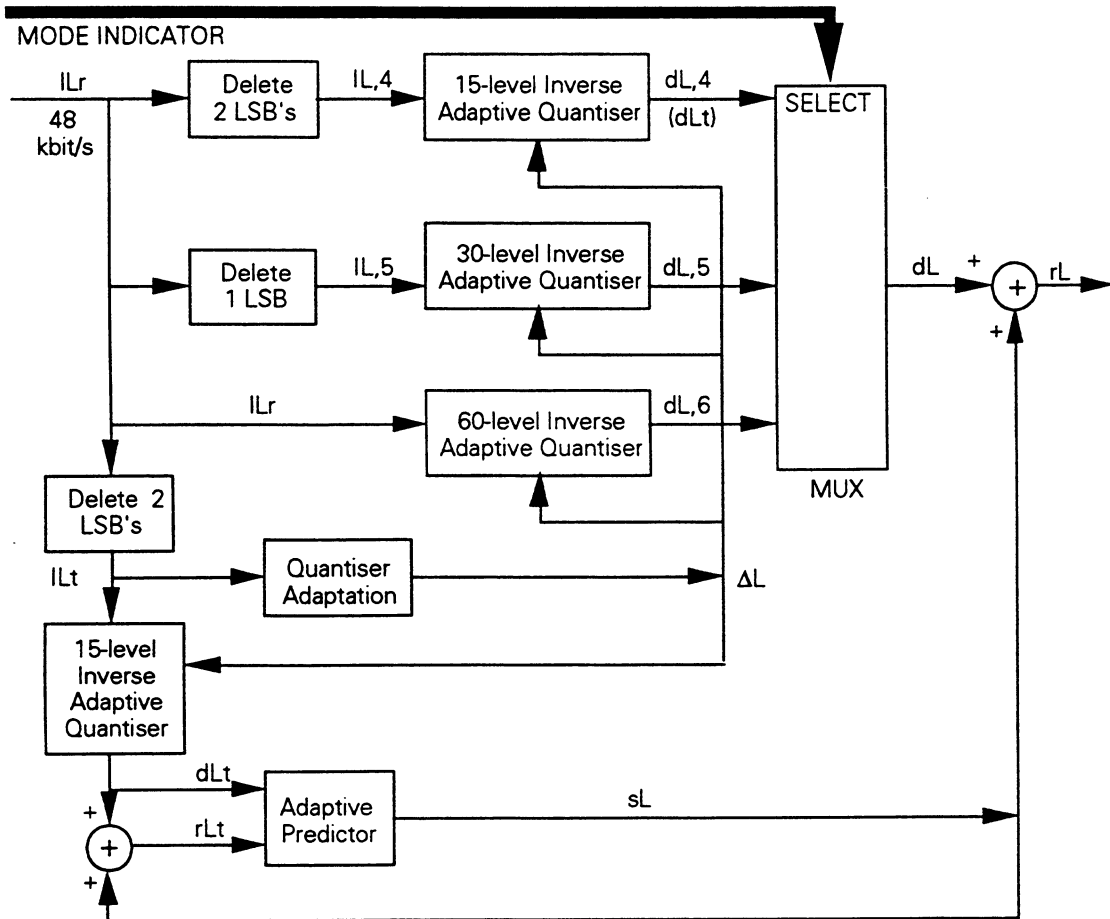 MODE INDICATOR
ILr
48
kbit/s
Delete
2 LSB's
IL,4
15-level Inverse
Adaptive Quantiser
dL,4
(dLt)
SELECT
Delete
1 LSB
IL,5
30-level Inverse
Adaptive Quantiser
dL,5
dL
+
+
rL
+
ILr
60-level Inverse
Adaptive Quantiser
dL,6
MUX
Delete 2
LSB's
ILt
Quantiser
Adaptation
ΔL
15-level
Inverse
Adaptive
Quantiser
dLt
+
+
rLt
+
Adaptive
Predictor
sL